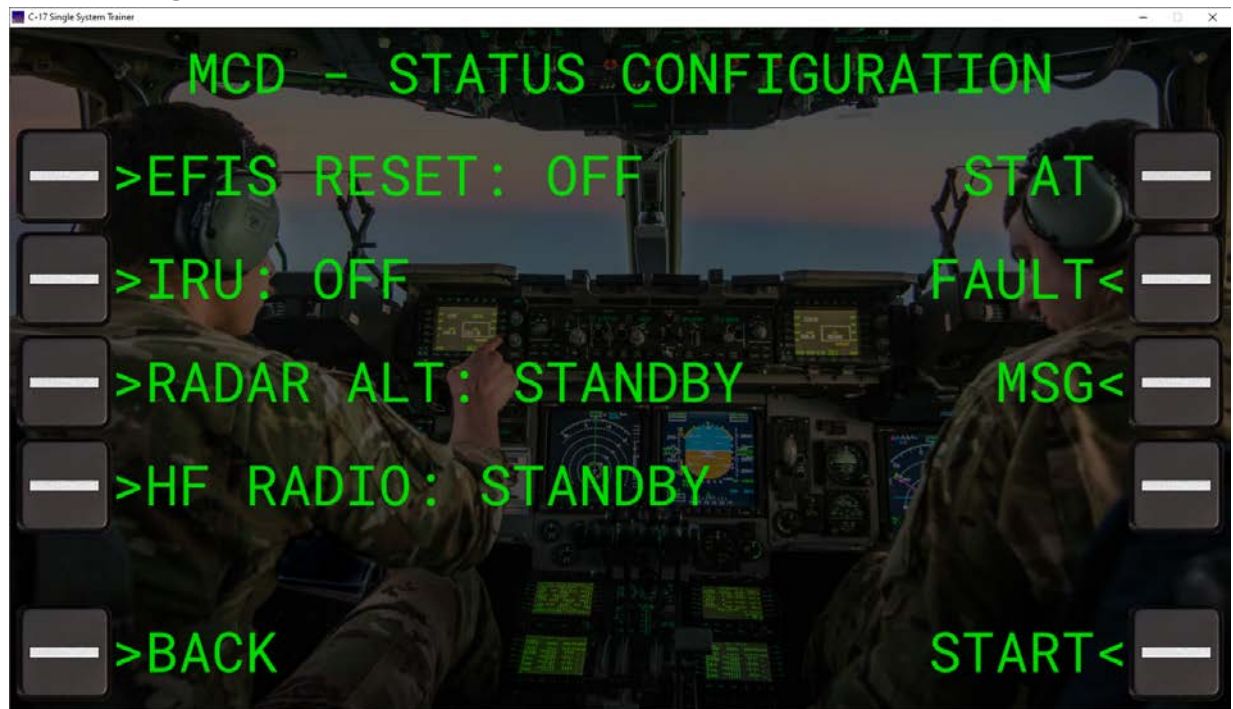 C-17 Single System Trainer
MCD - STATUS CONFIGURATION
>EFIS RESET: OFF STAT
>IRU: OFF FAULT<
>RADAR ALT: STANDBY MSG<
>HF RADIO: STANDBY
>BACK START<